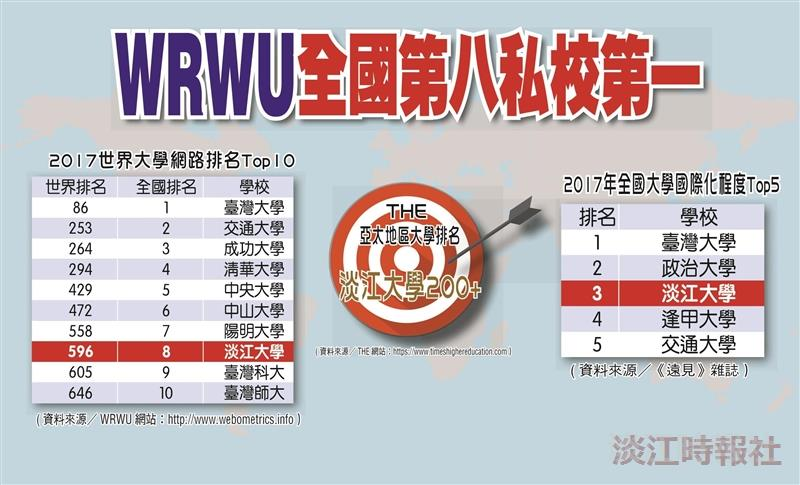 WRWU全國第八私校第一
2017世界大學網路排名Top10
世界排名 全國排名 學校
86 1 臺灣大學
253 2 交通大學
264 3 成功大學
294 4 清華大學
429 5 中央大學
472 6 中山大學
558 7 陽明大學
596 8 淡江大學
605 9 臺灣科大
646 10 臺灣師大
(資料來源／WRWU網站：http://www.webometrics.info)
THE
亞太地區大學排名
淡江大學200+
(資料來源／THE網站：https://www.timeshighereducation.com)
2017年全國大學國際化程度Top5
排名 學校
1 臺灣大學
2 政治大學
3 淡江大學
4 逢甲大學
5 交通大學
(資料來源／《遠見》雜誌)
淡江時報社